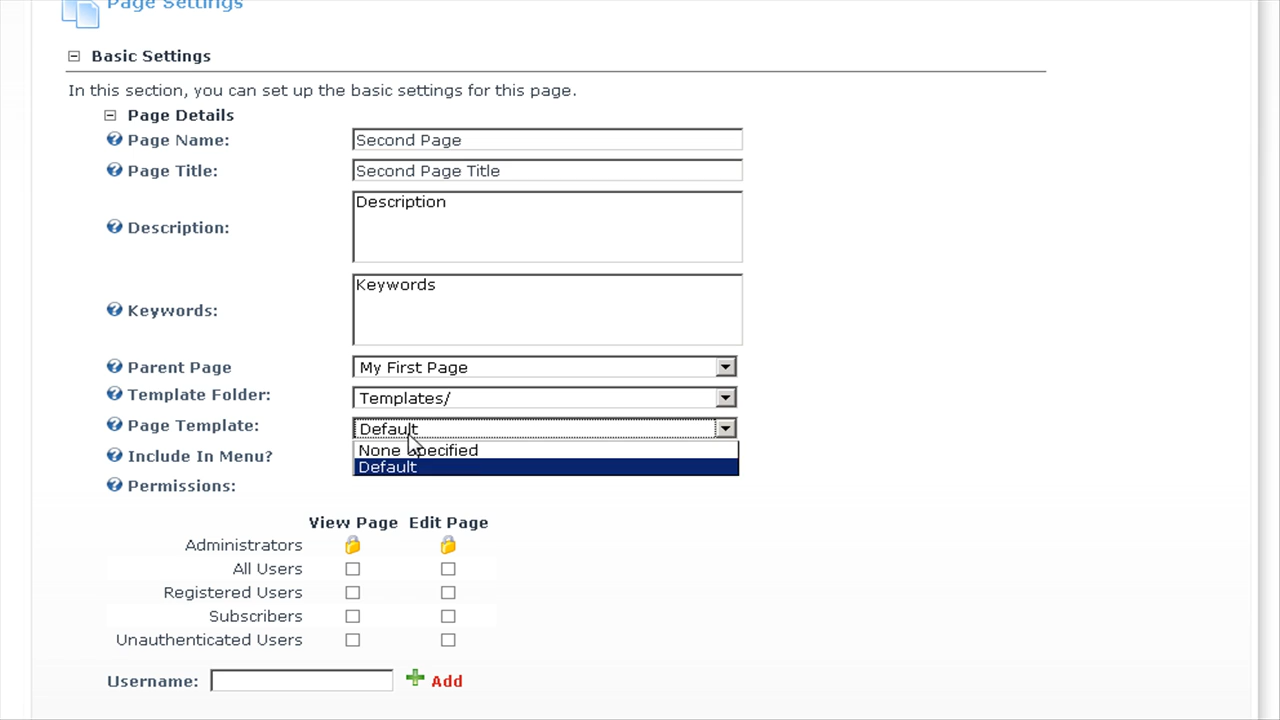 Page Settings
Basic Settings
In this section, you can set up the basic settings for this page.
Page Details
Page Name: Second Page
Page Title: Second Page Title
Description: Description
Keywords: Keywords
Parent Page My First Page
Template Folder: Templates/
Page Template: Default
None Specified
Include In Menu?
Default
Permissions:
View Page Edit Page
Administrators
All Users
Registered Users
Subscribers
Unauthenticated Users
Username: Add